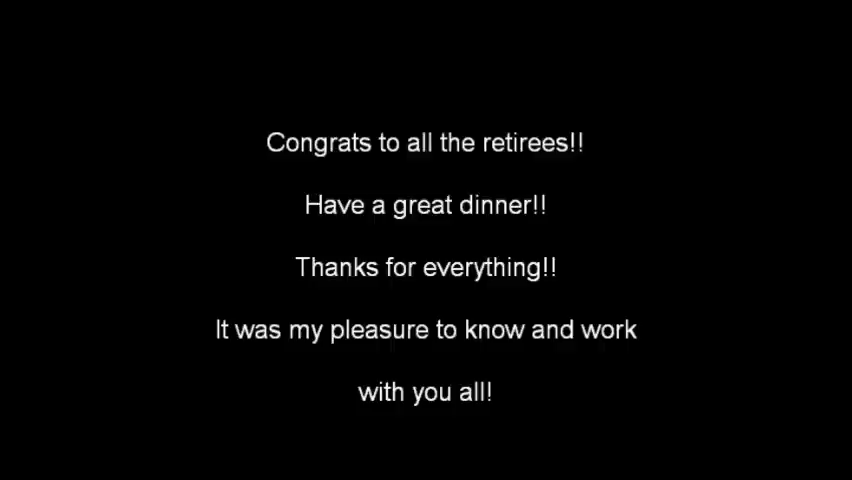 Congrats to all the retirees!!
Have a great dinner!!
Thanks for everything!!
It was my pleasure to know and work
with you all!